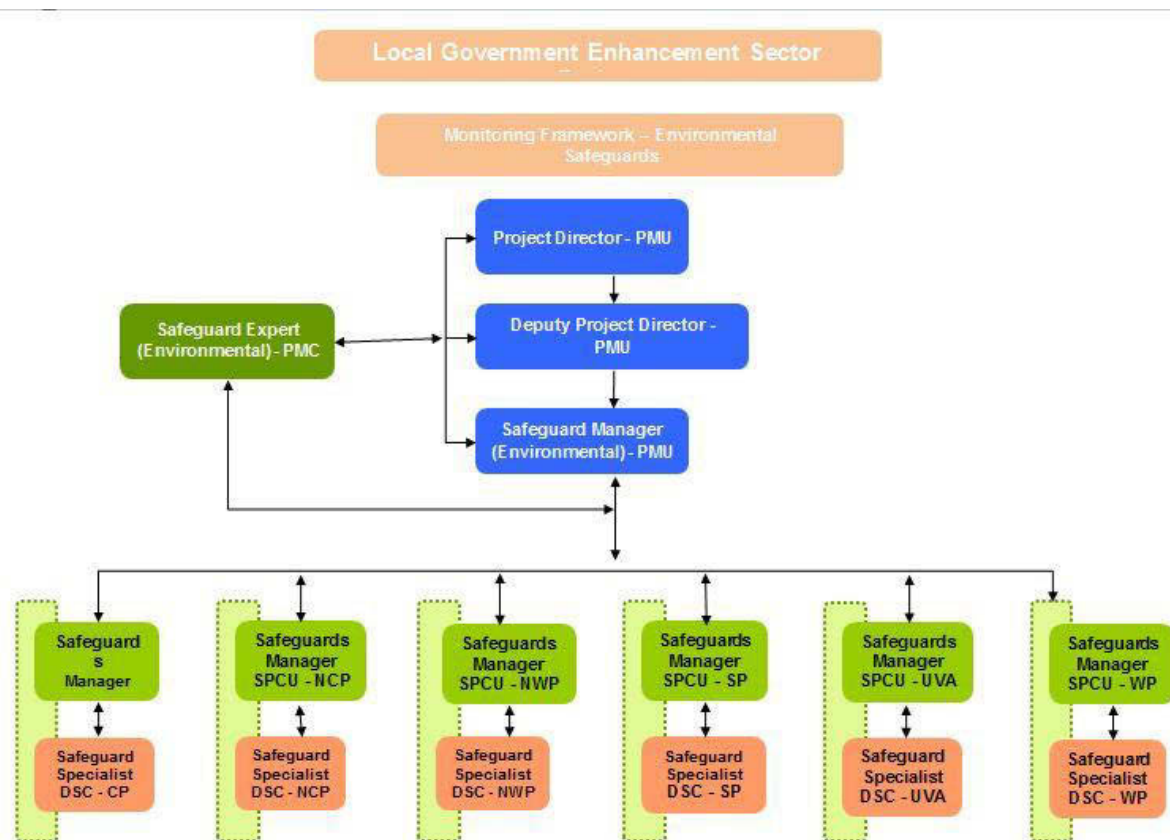 Local Government Enhancement Sector
Monitoring Framework – Environmental
Safeguards
Project Director - PMU
Safeguard Expert
(Environmental) - PMC
Deputy Project Director -
PMU
Safeguard Manager
(Environmental) - PMU
Safeguard
s
Manager
Safeguards
Manager
SPCU - NCP
Safeguards
Manager
SPCU - NWP
Safeguards
Manager
SPCU - SP
Safeguards
Manager
SPCU - UVA
Safeguards
Manager
SPCU - WP
Safeguard
Specialist
DSC - CP
Safeguard
Specialist
DSC - NCP
Safeguard
Specialist
DSC - NWP
Safeguard
Specialist
DSC - SP
Safeguard
Specialist
DSC - UVA
Safeguard
Specialist
DSC - WP